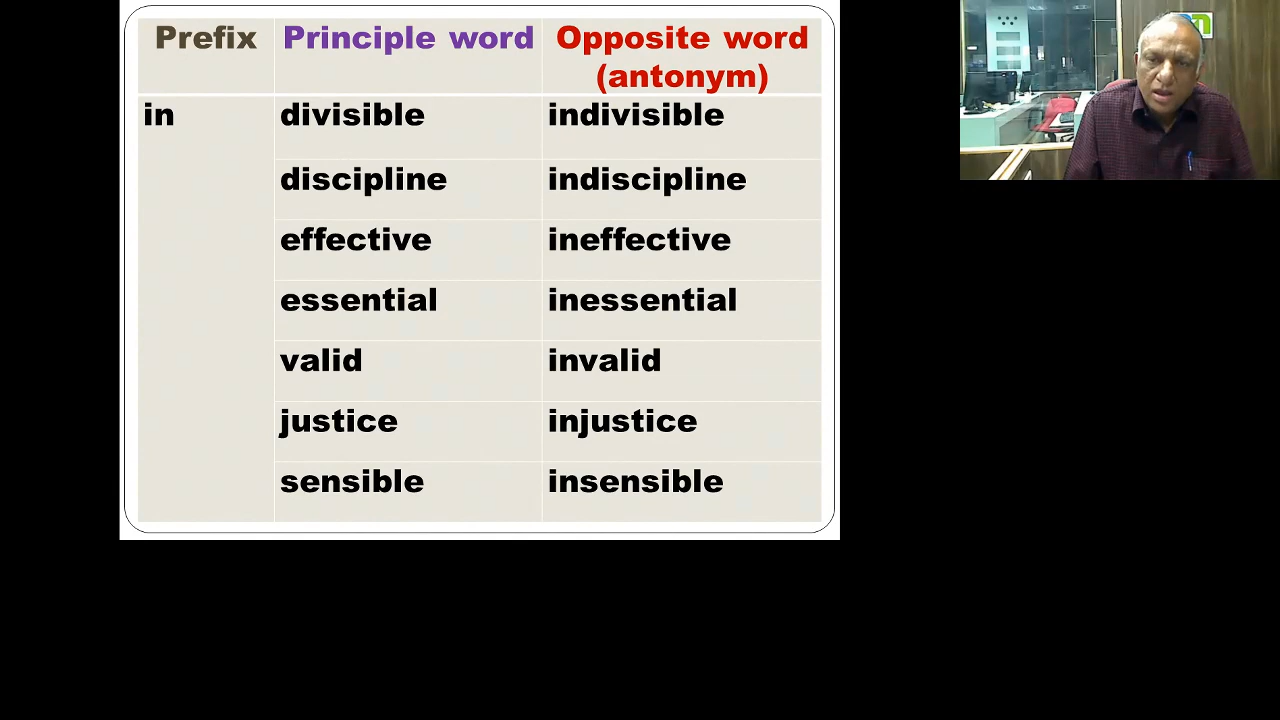 Prefix Principle word Opposite word
(antonym)
in divisible indivisible
discipline indiscipline
effective ineffective
essential inessential
valid invalid
justice injustice
sensible insensible